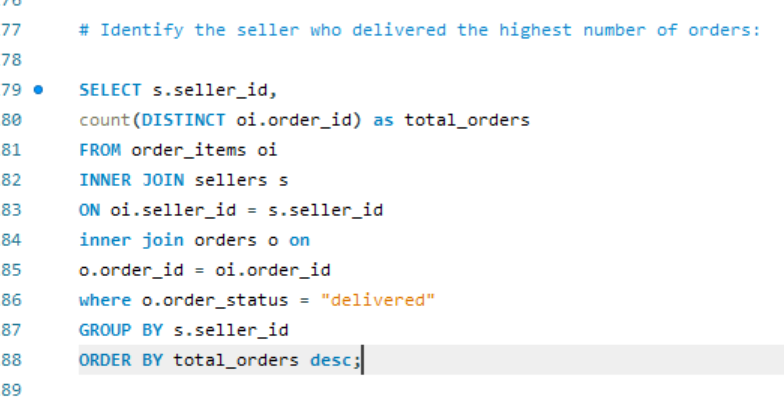 76
77 # Identify the seller who delivered the highest number of orders:
78
79 SELECT s.seller_id,
80 count(DISTINCT oi.order_id) as total_orders
81 FROM order_items oi
82 INNER JOIN sellers s
83 ON oi.seller_id = s.seller_id
84 inner join orders o on
85 o.order_id = oi.order_id
86 where o.order_status = "delivered"
87 GROUP BY s.seller_id
88 ORDER BY total_orders desc;
89